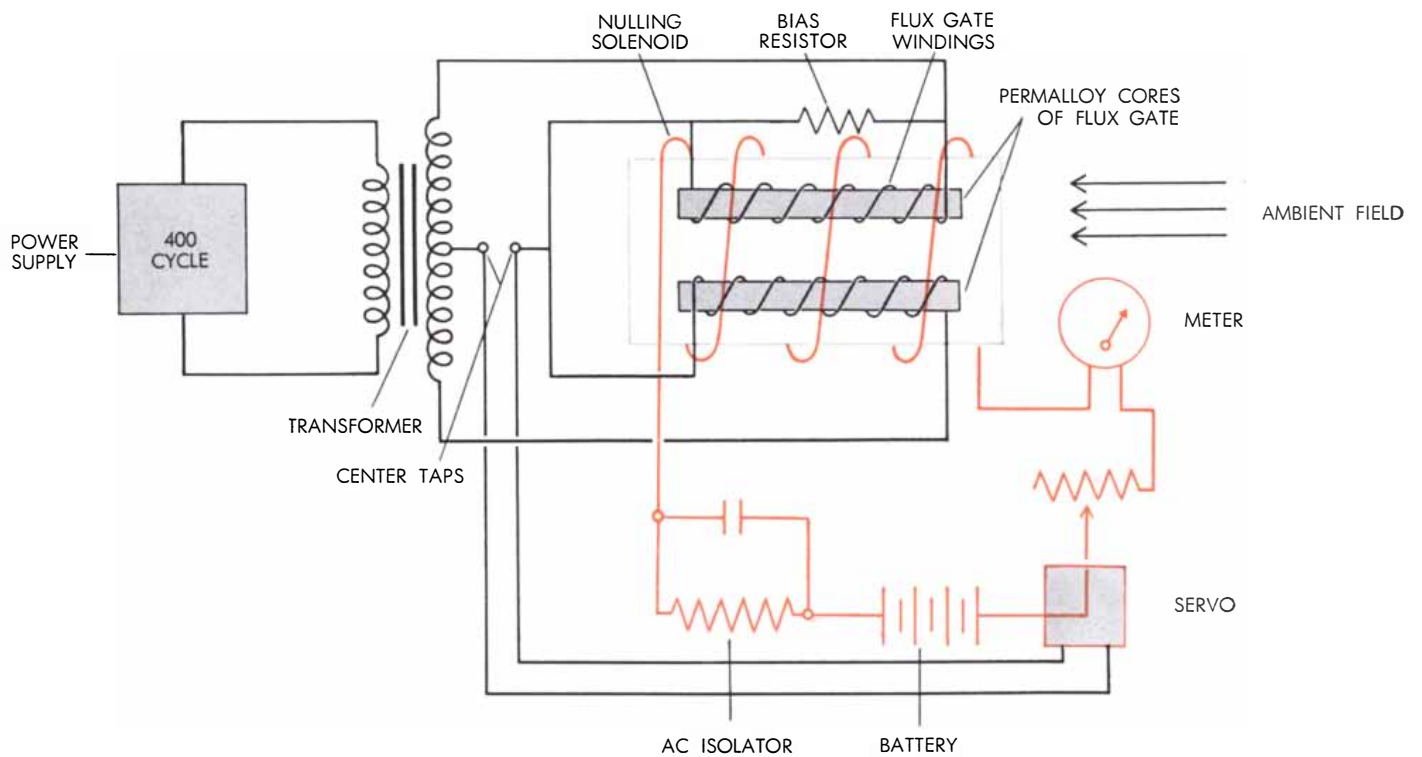 NULLING
SOLENOID
BIAS
RESISTOR
FLUX GATE
WINDINGS
PERMALLOY CORES
OF FLUX GATE
POWER
SUPPLY
400
CYCLE
AMBIENT FIELD
METER
TRANSFORMER
CENTER TAPS
SERVO
AC ISOLATOR
BATTERY